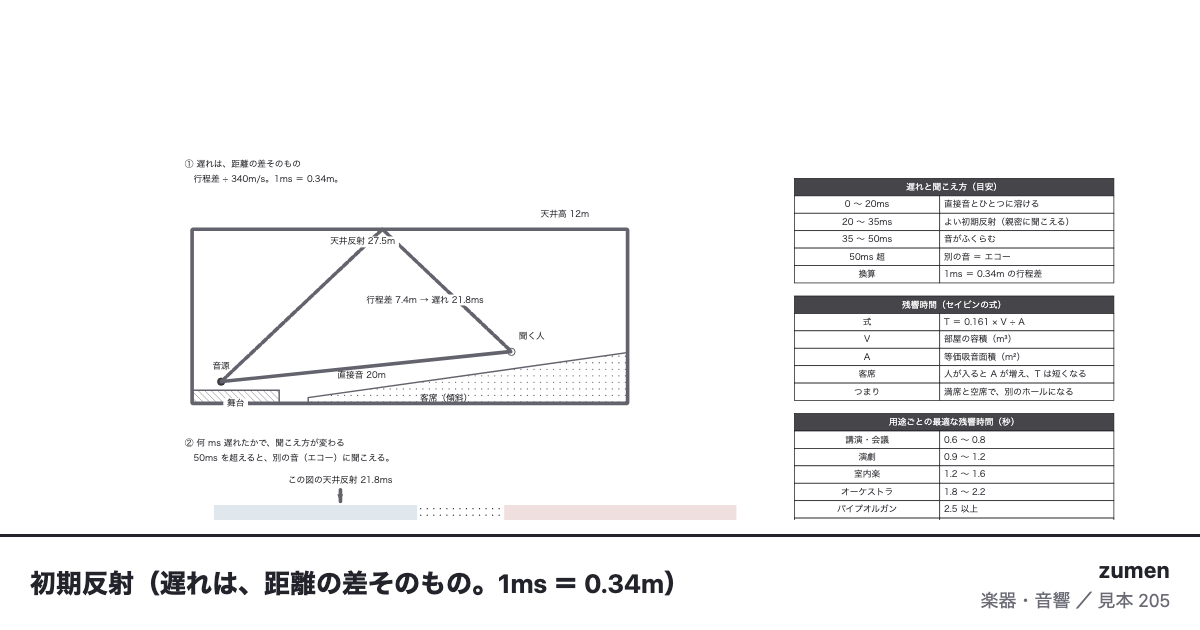 ① 遅れは、距離の差そのもの
行程差 ÷ 340m/s。1ms ＝ 0.34m。
天井高 12m
天井反射 27.5m
行程差 7.4m → 遅れ 21.8ms
聞く人
音源
直接音 20m
客席（傾斜）
舞台
② 何 ms 遅れたかで、聞こえ方が変わる
50ms を超えると、別の音（エコー）に聞こえる。
この図の天井反射 21.8ms
遅れと聞こえ方（目安）
0 〜 20ms 直接音とひとつに溶ける
20 〜 35ms よい初期反射（親密に聞こえる）
35 〜 50ms 音がふくらむ
50ms 超 別の音 ＝ エコー
換算 1ms ＝ 0.34m の行程差
残響時間（セイビンの式）
式 T ＝ 0.161 × V ÷ A
V 部屋の容積（m³）
A 等価吸音面積（m²）
客席 人が入ると A が増え、T は短くなる
つまり 満席と空席で、別のホールになる
用途ごとの最適な残響時間（秒）
講演・会議 0.6 〜 0.8
演劇 0.9 〜 1.2
室内楽 1.2 〜 1.6
オーケストラ 1.8 〜 2.2
パイプオルガン 2.5 以上
初期反射（遅れは、距離の差そのもの。1ms ＝ 0.34m）
zumen
楽器・音響 ／ 見本 205